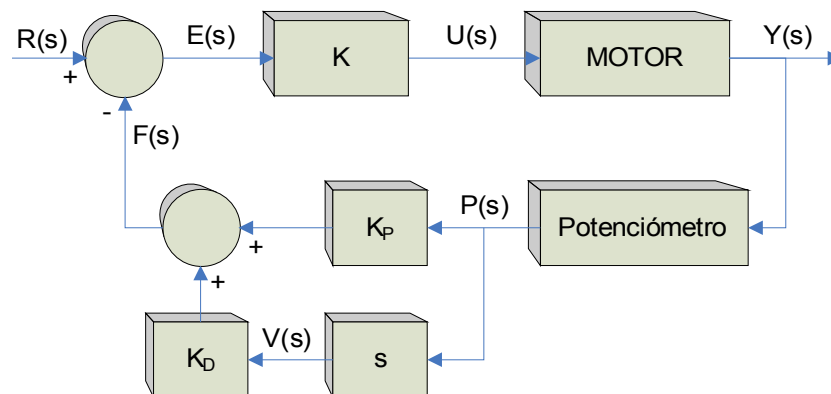 R(s)
E(s)
K
U(s)
MOTOR
Y(s)
+
-
F(s)
K_P
P(s)
Potenciómetro
+
+
K_D
V(s)
s